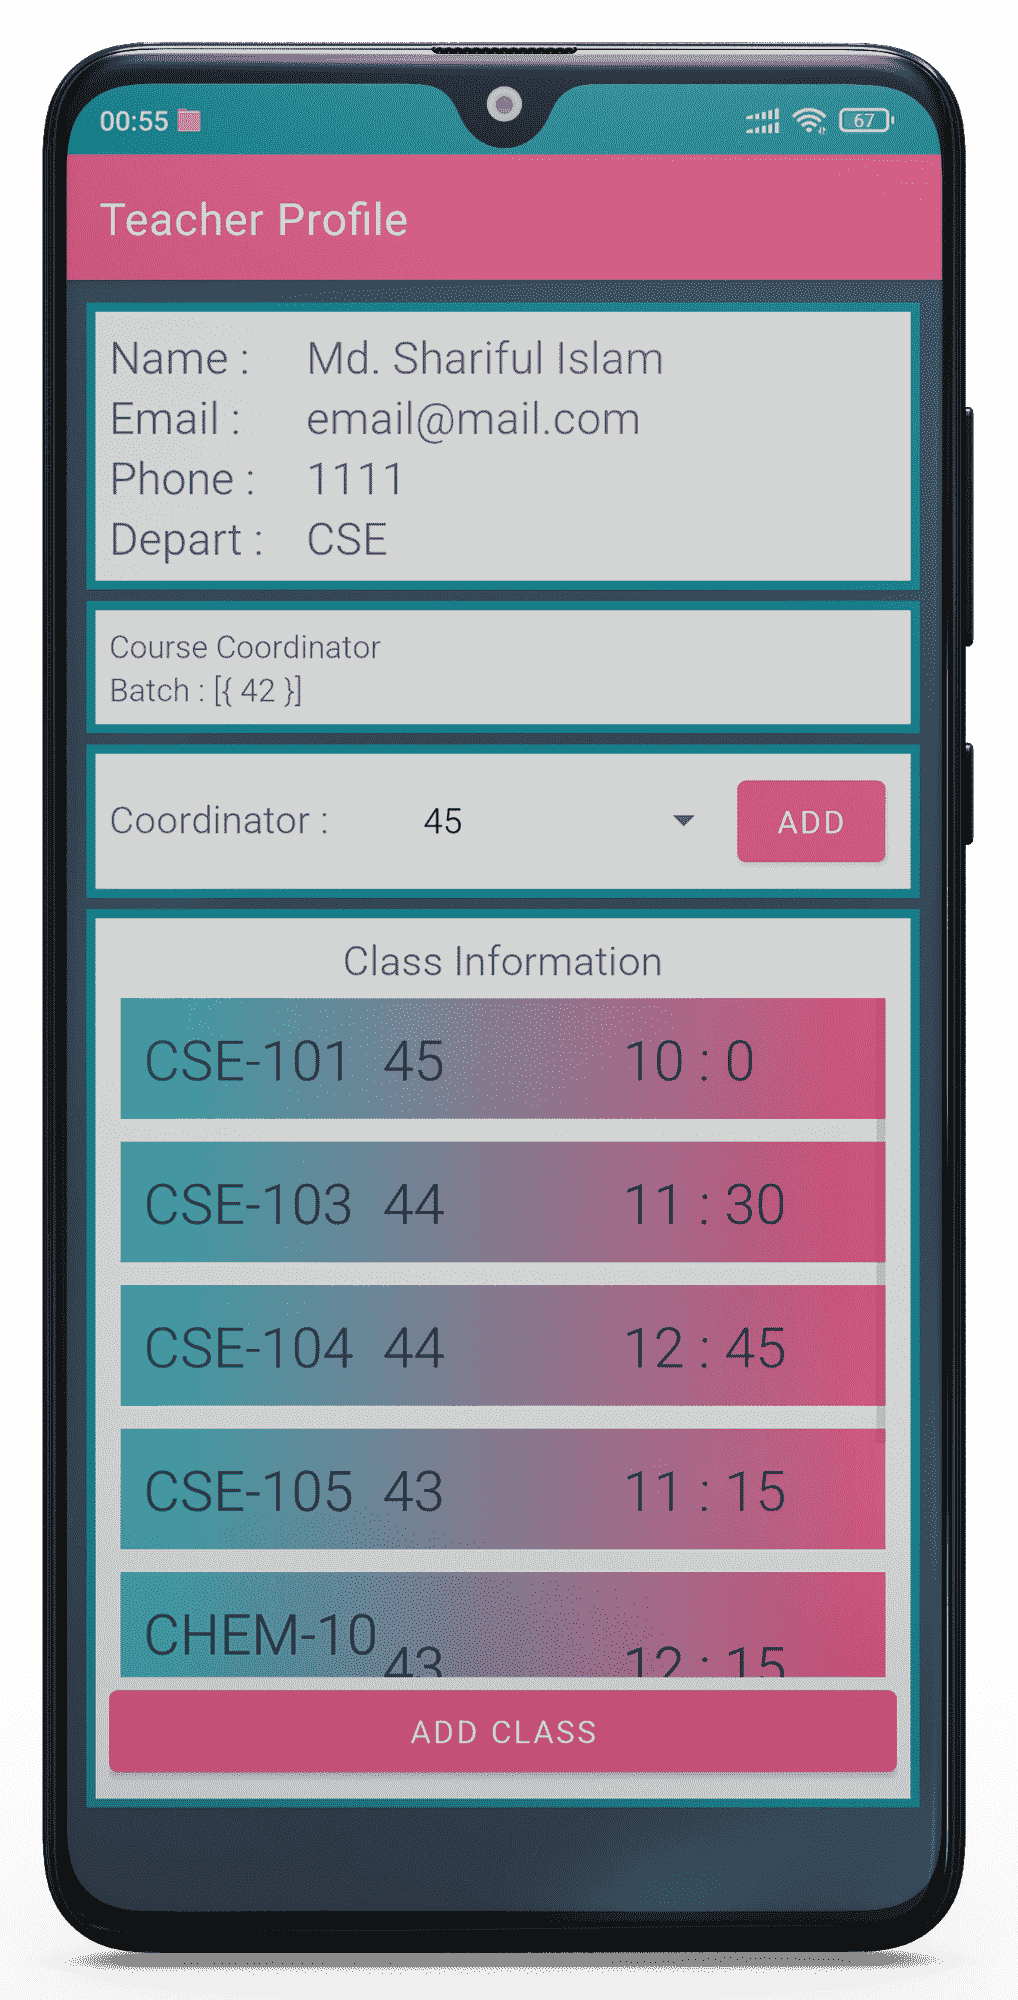 00:55 67
Teacher Profile
Name : Md. Shariful Islam
Email : email@mail.com
Phone : 1111
Depart : CSE
Course Coordinator
Batch : [{ 42 }]
Coordinator : 45 ADD
Class Information
CSE-101 45 10 : 0
CSE-103 44 11 : 30
CSE-104 44 12 : 45
CSE-105 43 11 : 15
CHEM-10
43 12 : 15
ADD CLASS